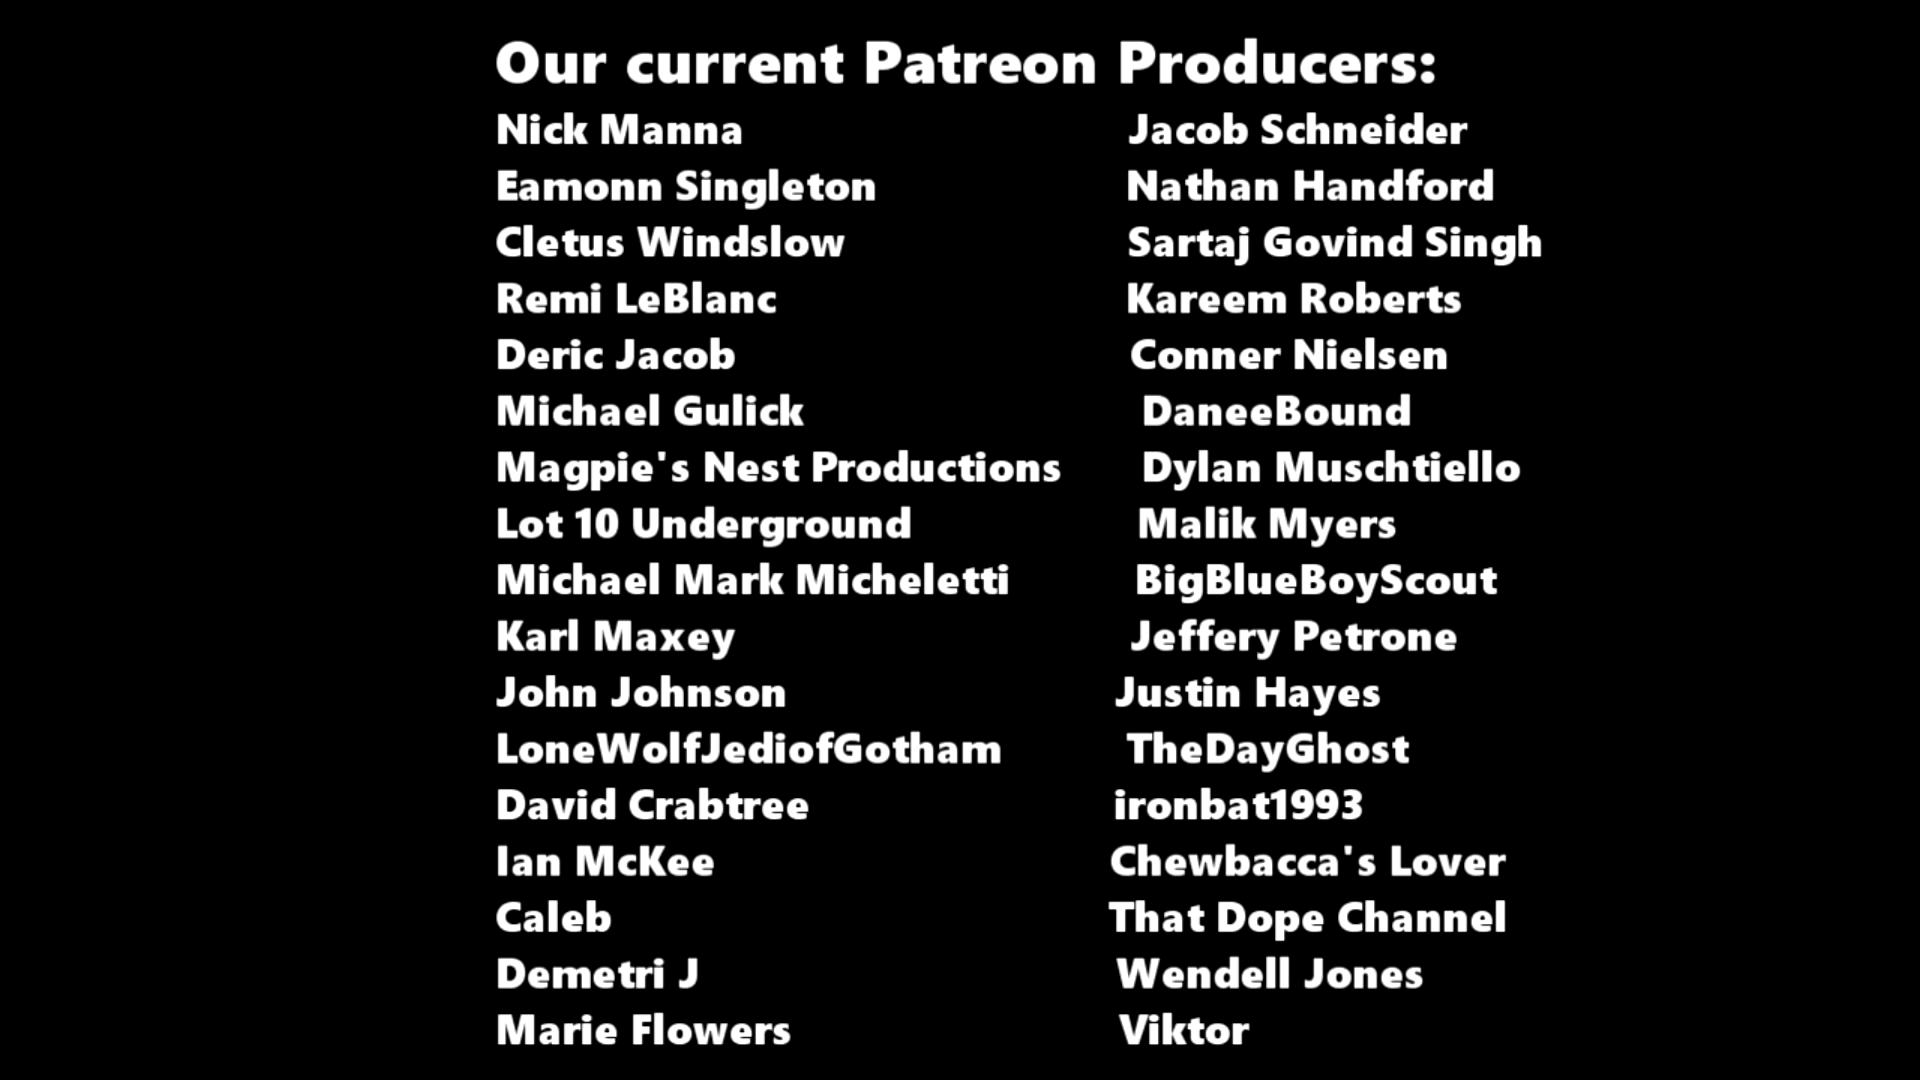 Our current Patreon Producers:
Nick Manna Jacob Schneider
Eamonn Singleton Nathan Handford
Cletus Windslow Sartaj Govind Singh
Remi LeBlanc Kareem Roberts
Deric Jacob Conner Nielsen
Michael Gulick DaneeBound
Magpie's Nest Productions Dylan Muschtiello
Lot 10 Underground Malik Myers
Michael Mark Micheletti BigBlueBoyScout
Karl Maxey Jeffery Petrone
John Johnson Justin Hayes
LoneWolfJediofGotham TheDayGhost
David Crabtree ironbat1993
Ian McKee Chewbacca's Lover
Caleb That Dope Channel
Demetri J Wendell Jones
Marie Flowers Viktor